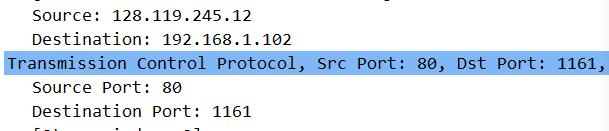 Source: 128.119.245.12
Destination: 192.168.1.102
Transmission Control Protocol, Src Port: 80, Dst Port: 1161,
Source Port: 80
Destination Port: 1161